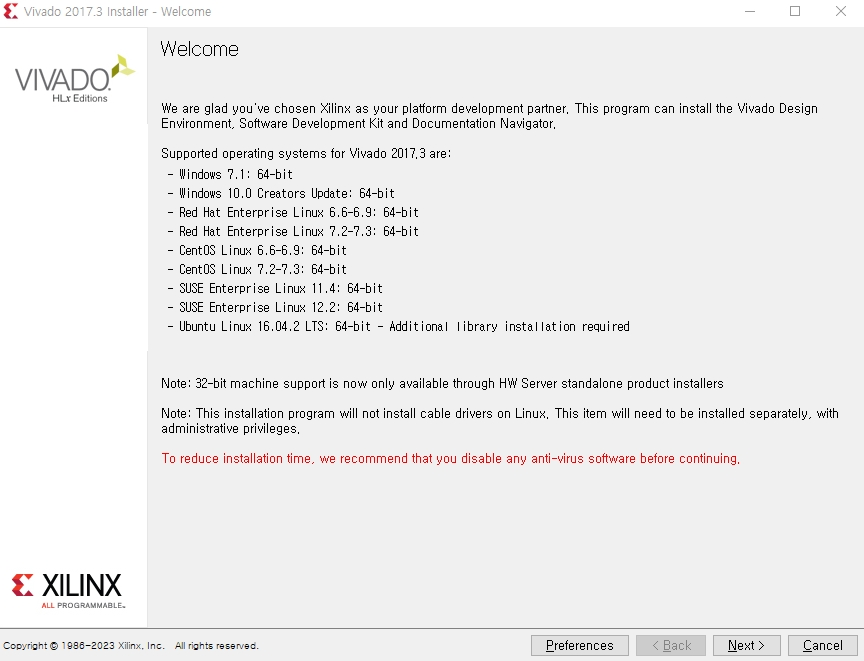 Vivado 2017.3 Installer - Welcome
VIVADO.
HLx Editions
Welcome
We are glad you've chosen Xilinx as your platform development partner. This program can install the Vivado Design
Environment, Software Development Kit and Documentation Navigator.
Supported operating systems for Vivado 2017.3 are:
- Windows 7.1: 64-bit
- Windows 10.0 Creators Update: 64-bit
- Red Hat Enterprise Linux 6.6-6.9: 64-bit
- Red Hat Enterprise Linux 7.2-7.3: 64-bit
- CentOS Linux 6.6-6.9: 64-bit
- CentOS Linux 7.2-7.3: 64-bit
- SUSE Enterprise Linux 11.4: 64-bit
- SUSE Enterprise Linux 12.2: 64-bit
- Ubuntu Linux 16.04.2 LTS: 64-bit - Additional library installation required
Note: 32-bit machine support is now only available through HW Server standalone product installers
Note: This installation program will not install cable drivers on Linux. This item will need to be installed separately, with
administrative privileges.
To reduce installation time, we recommend that you disable any anti-virus software before continuing.
XILINX
ALL PROGRAMMABLE™
Copyright © 1986-2023 Xilinx, Inc. All rights reserved.
Preferences
< Back
Next >
Cancel